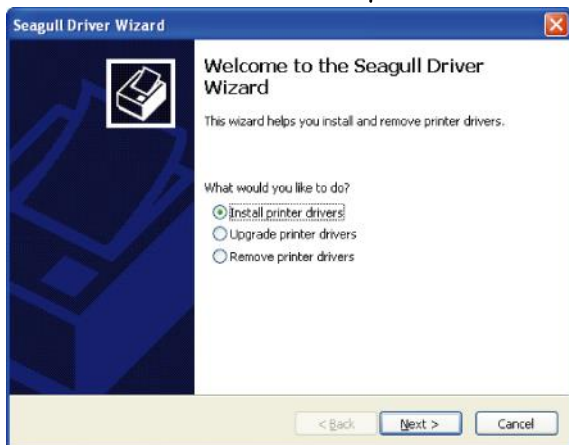 Seagull Driver Wizard
Welcome to the Seagull Driver
Wizard
This wizard helps you install and remove printer drivers.
What would you like to do?
Install printer drivers
Upgrade printer drivers
Remove printer drivers
< Back Next > Cancel